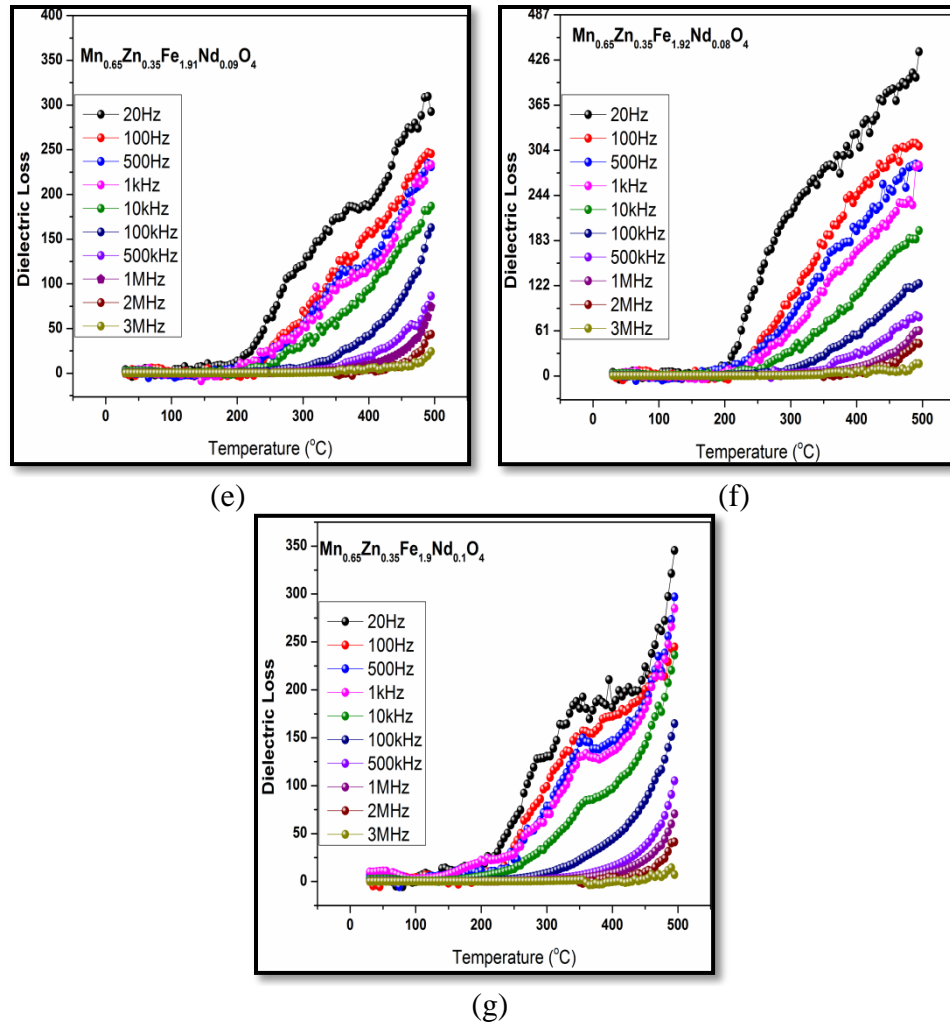 Mn0.65Zn0.35Fe1.91Nd0.09O4
400
350
300
250
200
150
100
50
0
Dielectric Loss
20Hz
100Hz
500Hz
1kHz
10kHz
100kHz
500kHz
1MHz
2MHz
3MHz
0 100 200 300 400 500
Temperature (oC)
(e)
Mn0.65Zn0.35Fe1.92Nd0.08O4
487
426
365
304
244
183
122
61
0
Dielectric Loss
20Hz
100Hz
500Hz
1kHz
10kHz
100kHz
500kHz
1MHz
2MHz
3MHz
0 100 200 300 400 500
Temperature (oC)
(f)
Mn0.65Zn0.35Fe1.9Nd0.1O4
350
300
250
200
150
100
50
0
Dielectric Loss
20Hz
100Hz
500Hz
1kHz
10kHz
100kHz
500kHz
1MHz
2MHz
3MHz
0 100 200 300 400 500
Temperature (oC)
(g)